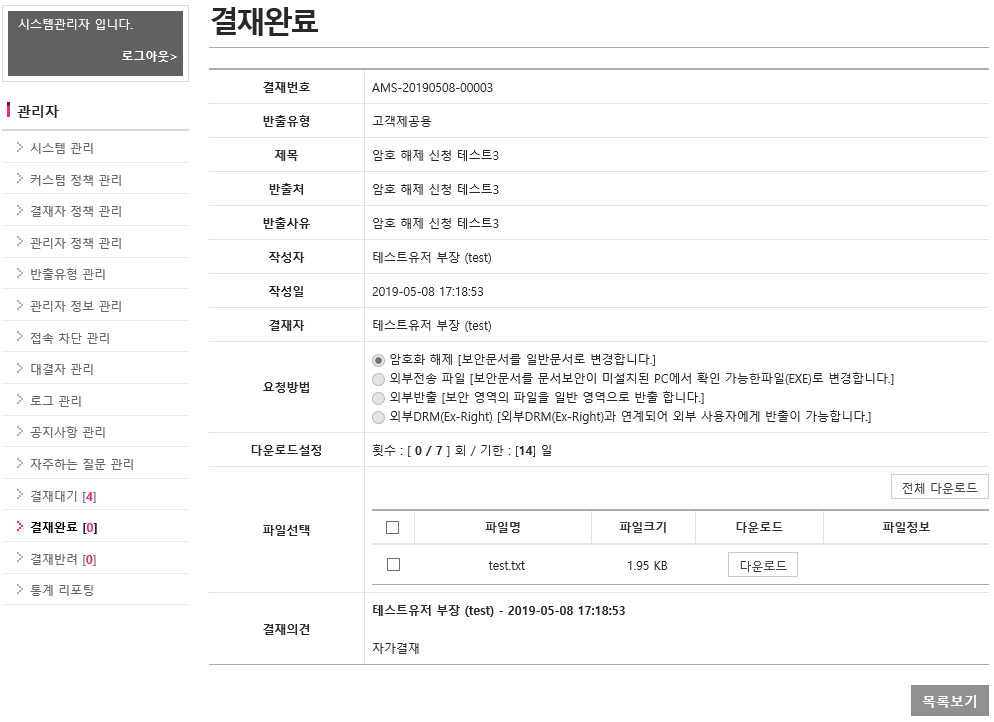 시스템관리자 입니다.
로그아웃>
관리자
시스템 관리
커스텀 정책 관리
결재자 정책 관리
관리자 정책 관리
반출유형 관리
관리자 정보 관리
접속 차단 관리
대결자 관리
로그 관리
공지사항 관리
자주하는 질문 관리
결재대기 [4]
결재완료 [0]
결재반려 [0]
통계 리포팅
결재완료
결재번호 AMS-20190508-00003
반출유형 고객제공용
제목 암호 해제 신청 테스트3
반출처 암호 해제 신청 테스트3
반출사유 암호 해제 신청 테스트3
작성자 테스트유저 부장 (test)
작성일 2019-05-08 17:18:53
결재자 테스트유저 부장 (test)
요청방법
암호화 해제 [보안문서를 일반문서로 변경합니다.]
외부전송 파일 [보안문서를 문서보안이 미설치된 PC에서 확인 가능한파일(EXE)로 변경합니다.]
외부반출 [보안 영역의 파일을 일반 영역으로 반출 합니다.]
외부DRM(Ex-Right) [외부DRM(Ex-Right)과 연계되어 외부 사용자에게 반출이 가능합니다.]
다운로드설정 횟수 : [ 0 / 7 ] 회 / 기한 : [14] 일
파일선택
전체 다운로드
파일명 파일크기 다운로드 파일정보
test.txt 1.95 KB 다운로드
결재의견
테스트유저 부장 (test) - 2019-05-08 17:18:53
자가결재
목록보기